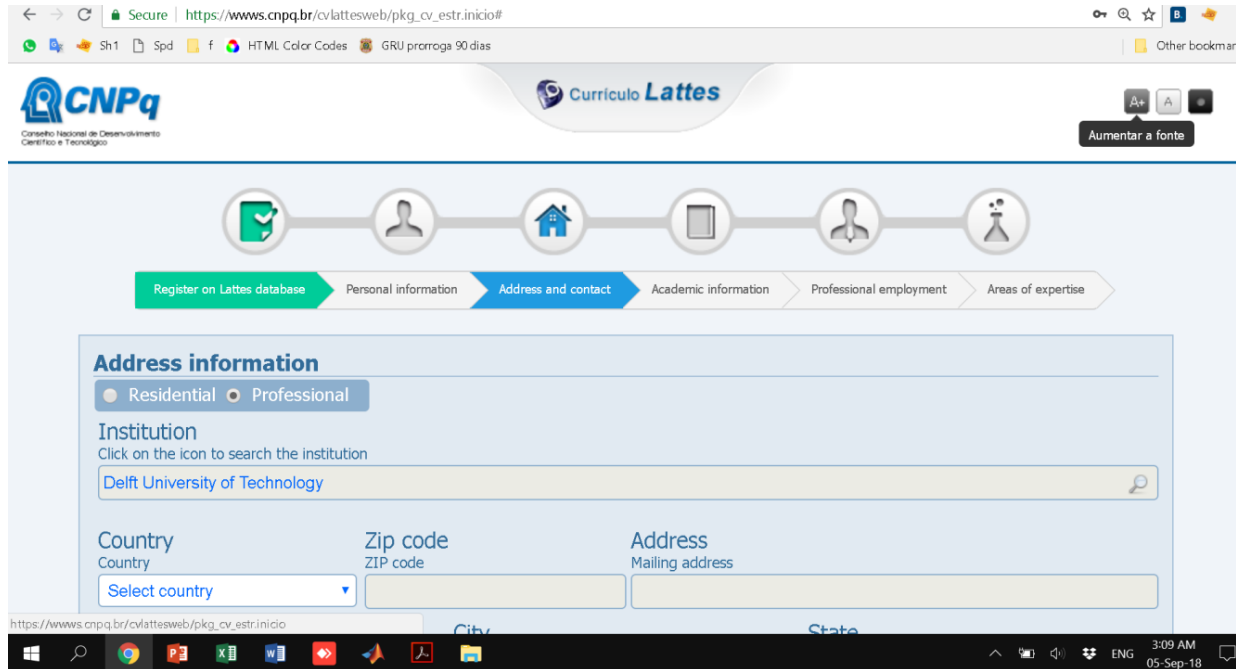 Secure | https://wwws.cnpq.br/cvlattesweb/pkg_cv_estr.inicio#
Sh1 Spd f HTML Color Codes GRU prorroga 90 dias Other bookmar
CNPq
Conselho Nacional de Desenvolvimento
Científico e Tecnológico
Currículo Lattes
A+ A
Aumentar a fonte
Register on Lattes database Personal information Address and contact Academic information Professional employment Areas of expertise
Address information
Residential Professional
Institution
Click on the icon to search the institution
Delft University of Technology
Country Zip code Address
Country ZIP code Mailing address
Select country
https://wwws.cnpq.br/cvlattesweb/pkg_cv_estr.inicio
City State
ENG 3:09 AM
05-Sep-18